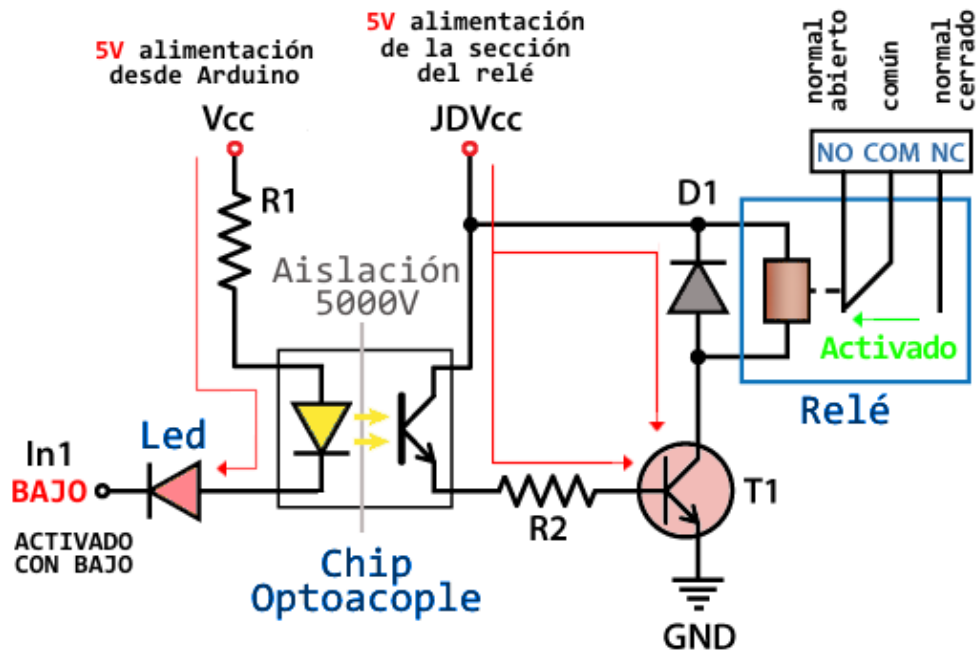 5V alimentación
desde Arduino
Vcc
5V alimentación
de la sección
del relé
JDVcc
normal
abierto
común
normal
cerrado
NO COM NC
R1
D1
Aislación
5000V
Activado
Relé
Led
In1
BAJO
ACTIVADO
CON BAJO
R2
T1
Chip
Optoacople
GND